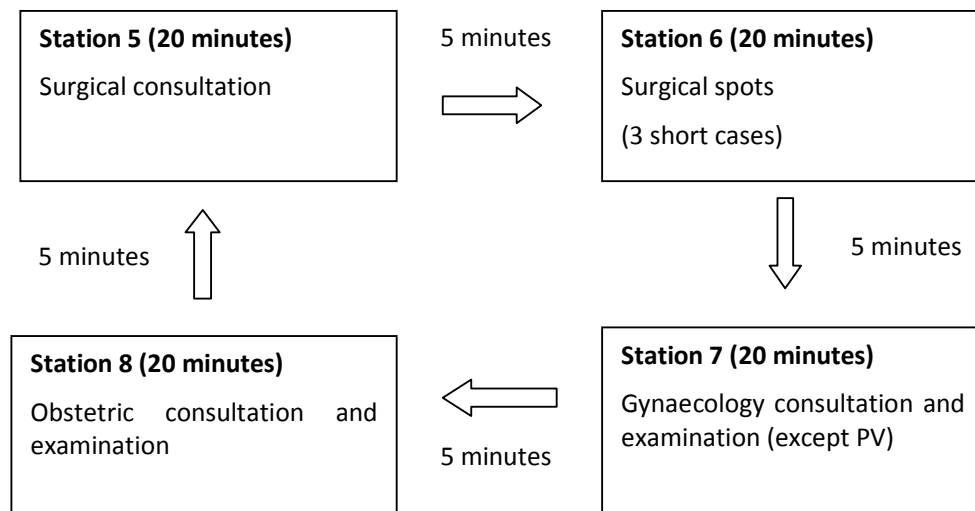 Station 5 (20 minutes)
Surgical consultation
5 minutes
Station 6 (20 minutes)
Surgical spots
(3 short cases)
5 minutes
5 minutes
Station 8 (20 minutes)
Obstetric consultation and
examination
5 minutes
Station 7 (20 minutes)
Gynaecology consultation and
examination (except PV)